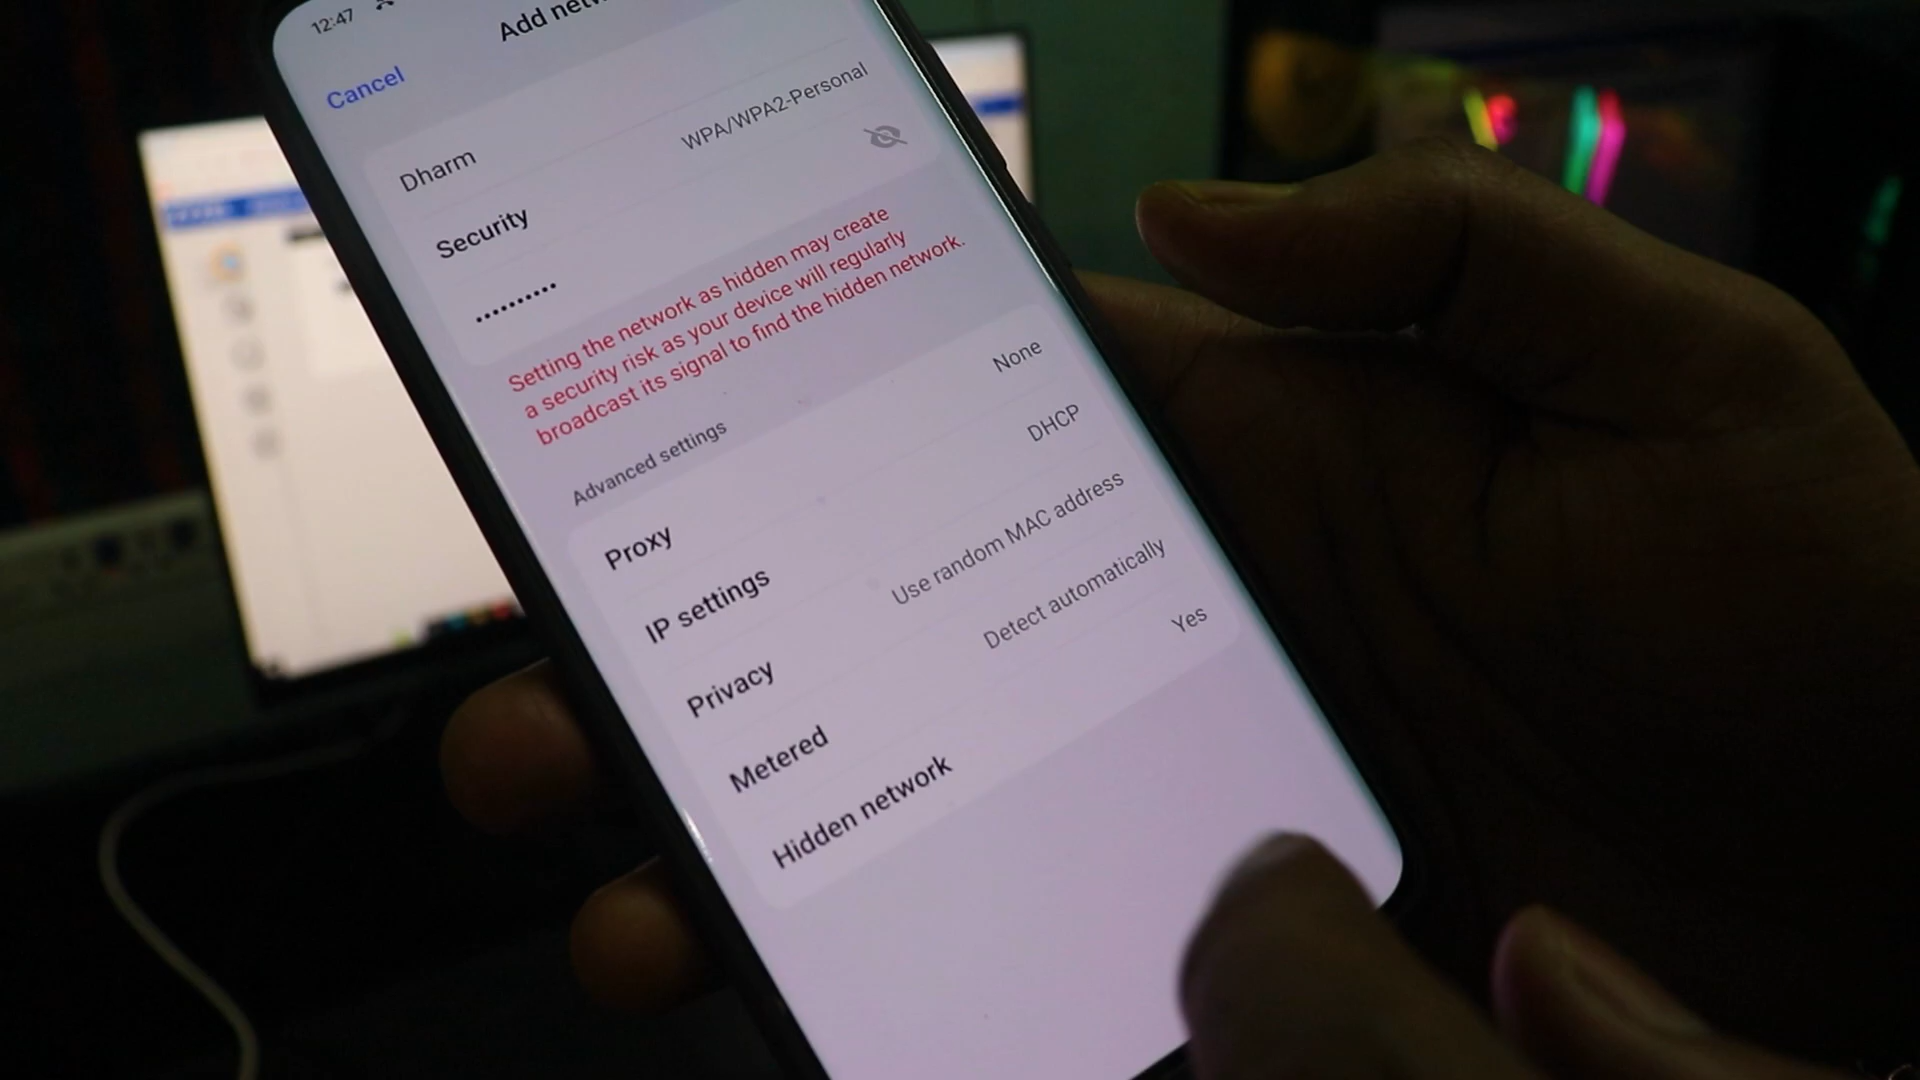 12:47
Cancel
Add
Dharm
Security WPA/WPA2-Personal
••••••••••
Setting the network as hidden may create
a security risk as your device will regularly
broadcast its signal to find the hidden network.
Advanced settings
Proxy None
IP settings DHCP
Privacy Use random MAC address
Metered Detect automatically
Hidden network Yes